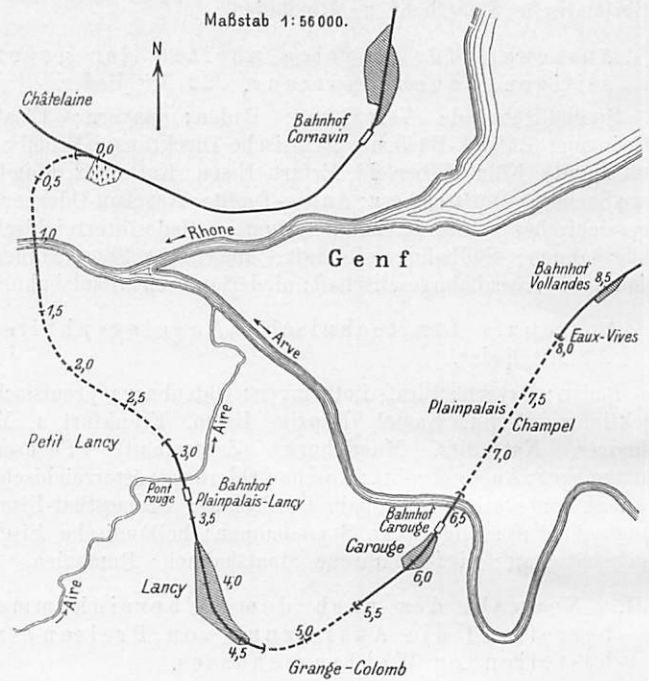 Maßstab 1:56000.
N
Châtelaine
Bahnhof
Cornavin
0,0
0,5
1,0
Rhone
Genf
Bahnhof
Vollandes
8,5
Eaux-Vives
8,0
1,5
Arve
2,0
7,5
2,5
Plainpalais
Champel
Aire
7,0
Petit Lancy
3,0
Pont
rouge
Bahnhof
Plainpalais-Lancy
3,5
6,5
Bahnhof
Carouge
Carouge
6,0
Lancy
4,0
Aire
5,5
5,0
4,5
Grange-Colomb